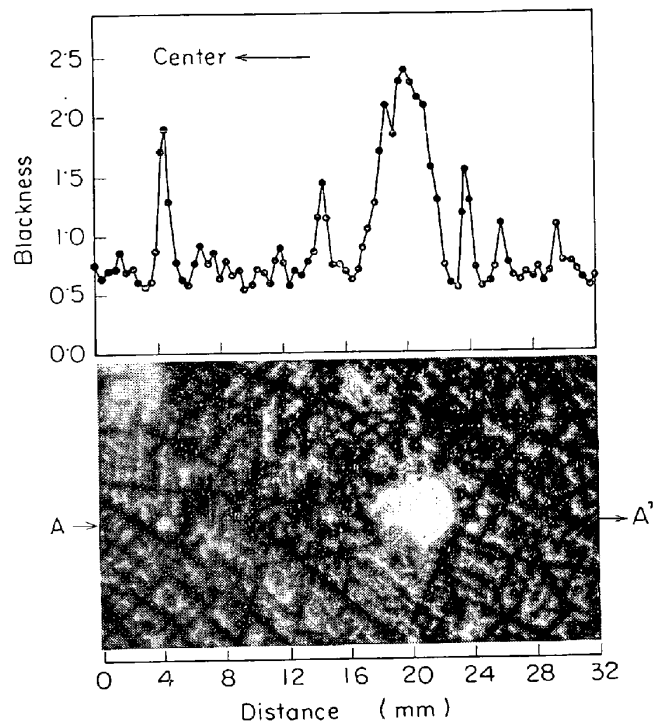 2·5
Center ←
2·0
Blackness
1·5
1·0
0·5
0·0
A → → A'
0 4 8 12 16 20 24 28 32
Distance (mm)